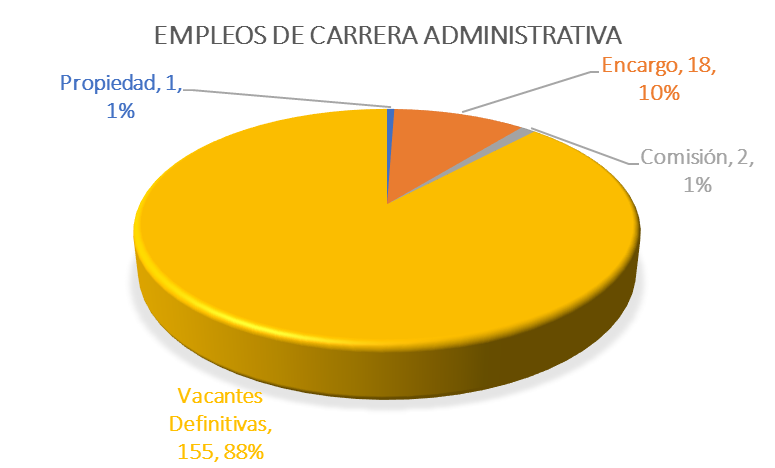 EMPLEOS DE CARRERA ADMINISTRATIVA
Propiedad, 1,
1%
Encargo, 18,
10%
Comisión, 2,
1%
Vacantes
Definitivas,
155, 88%